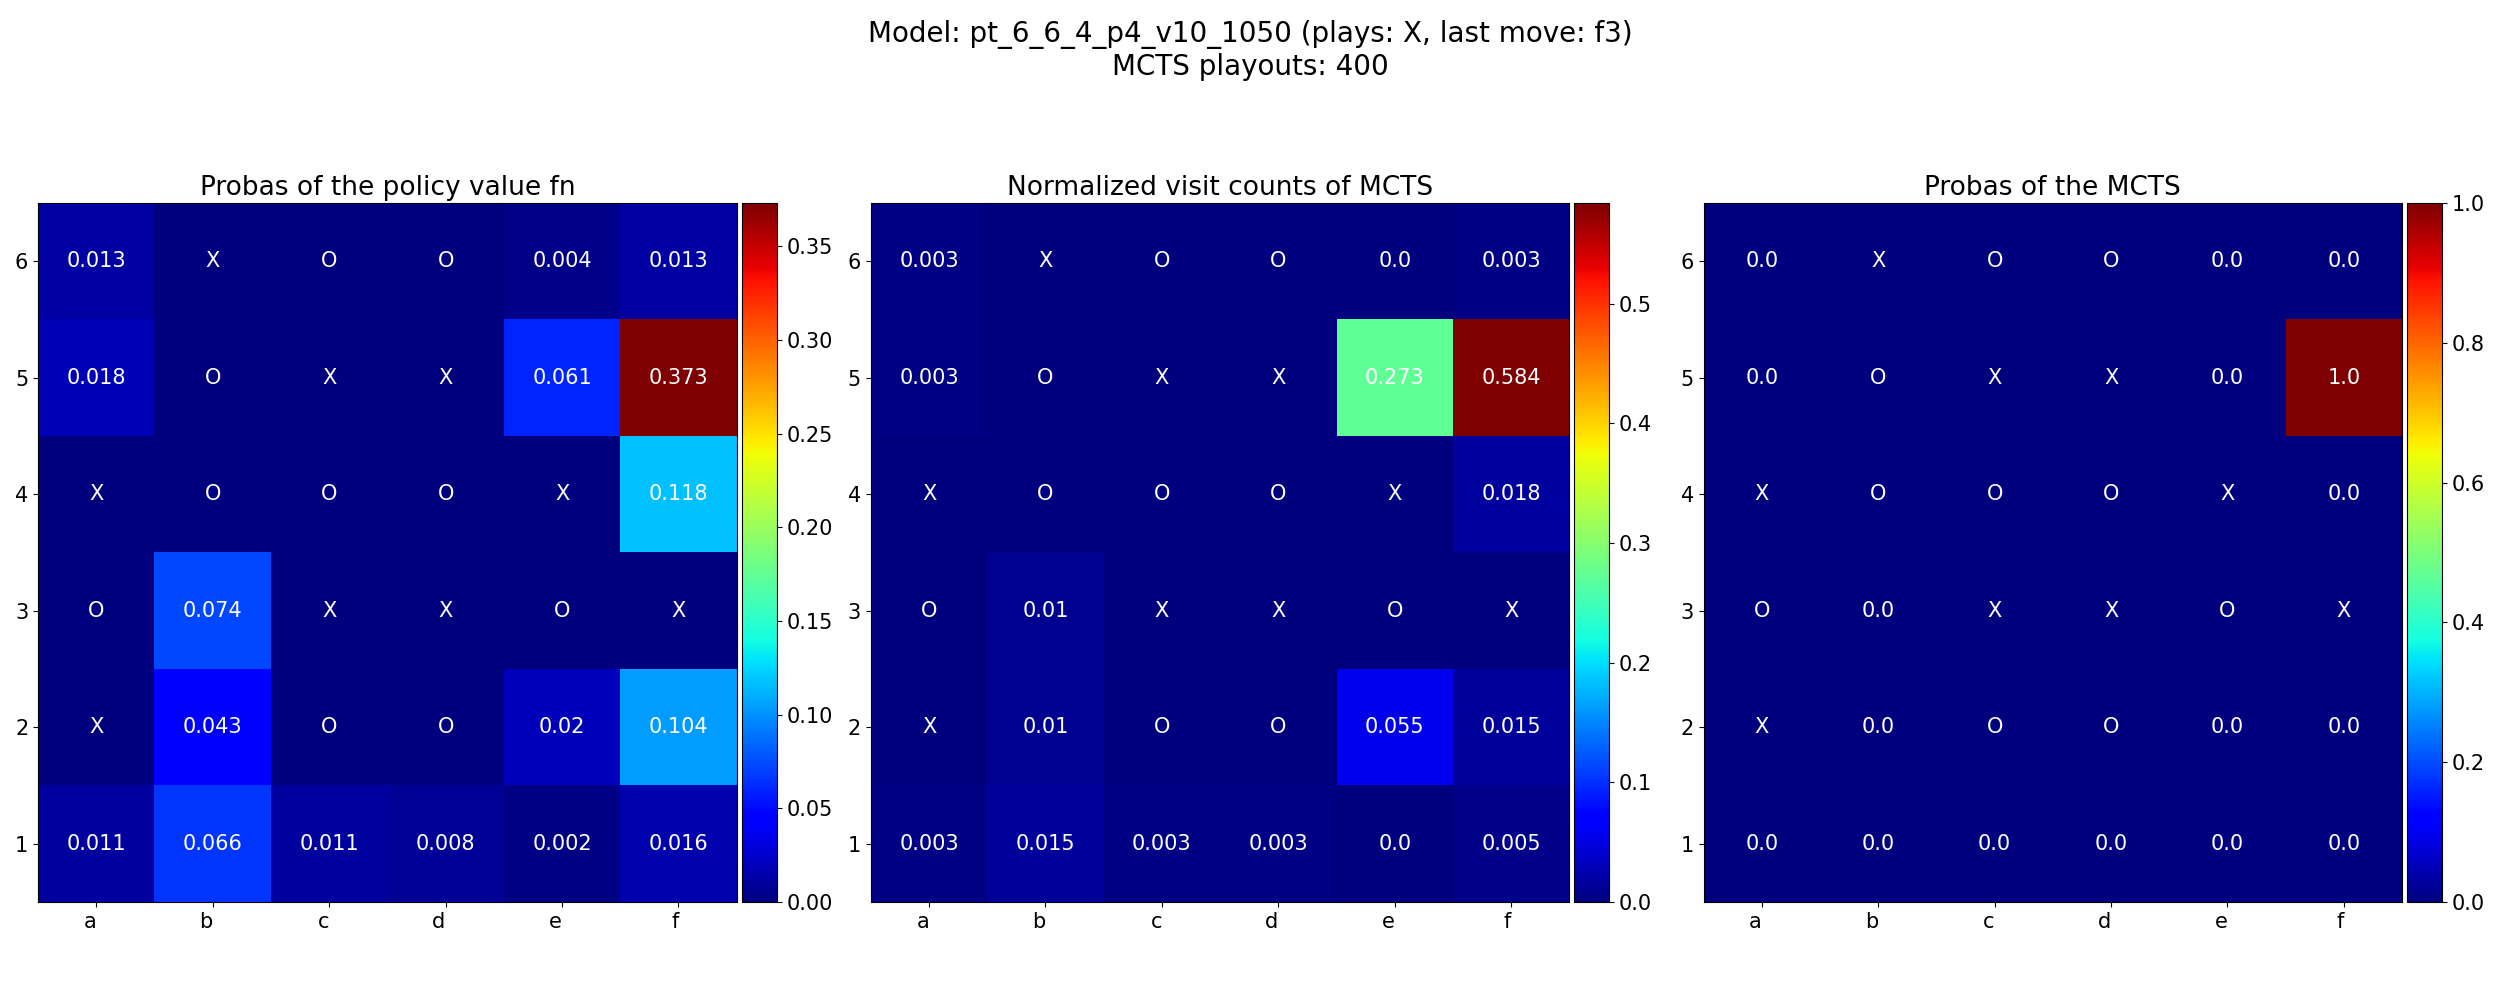 Model: pt_6_6_4_p4_v10_1050 (plays: X, last move: f3)
MCTS playouts: 400
Probas of the policy value fn
6 0.013 X O O 0.004 0.013
5 0.018 O X X 0.061 0.373
4 X O O O X 0.118
3 O 0.074 X X O X
2 X 0.043 O O 0.02 0.104
1 0.011 0.066 0.011 0.008 0.002 0.016
a b c d e f
0.35
0.30
0.25
0.20
0.15
0.10
0.05
0.00
Normalized visit counts of MCTS
6 0.003 X O O 0.0 0.003
5 0.003 O X X 0.273 0.584
4 X O O O X 0.018
3 O 0.01 X X O X
2 X 0.01 O O 0.055 0.015
1 0.003 0.015 0.003 0.003 0.0 0.005
a b c d e f
0.5
0.4
0.3
0.2
0.1
0.0
Probas of the MCTS
6 0.0 X O O 0.0 0.0
5 0.0 O X X 0.0 1.0
4 X O O O X 0.0
3 O 0.0 X X O X
2 X 0.0 O O 0.0 0.0
1 0.0 0.0 0.0 0.0 0.0 0.0
a b c d e f
1.0
0.8
0.6
0.4
0.2
0.0